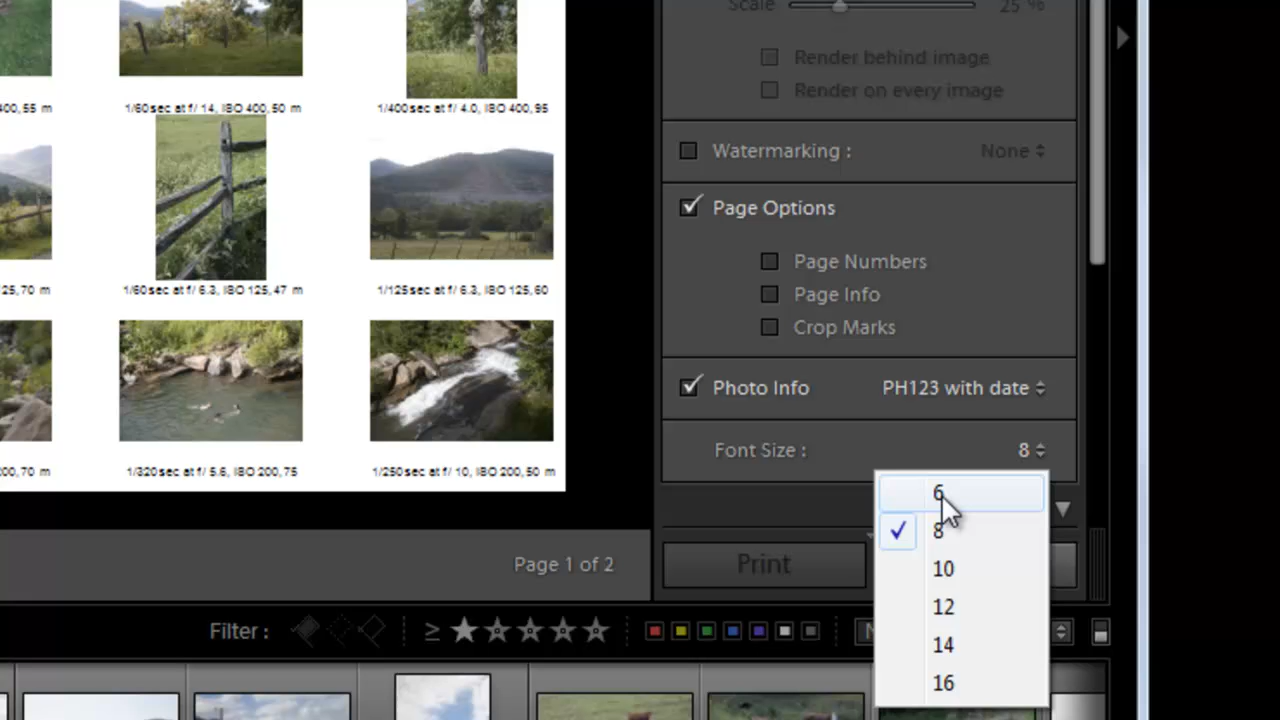 Scale 25 %
Render behind image
Render on every image
400,55 m 1/60sec at f/ 14, ISO 400,50 m 1/400sec at f/ 4.0, ISO 400,95
Watermarking : None
Page Options
Page Numbers
25,70 m 1/60sec at f/ 6.3, ISO 125,47 m 1/125sec at f/ 6.3, ISO 125,60
Page Info
Crop Marks
Photo Info PH123 with date
Font Size : 8
00,70 m 1/320sec at f/ 5.6, ISO 200,75 1/250sec at f/ 10, ISO 200,50 m
6
8
10
12
14
16
Page 1 of 2
Print
Filter : ≥